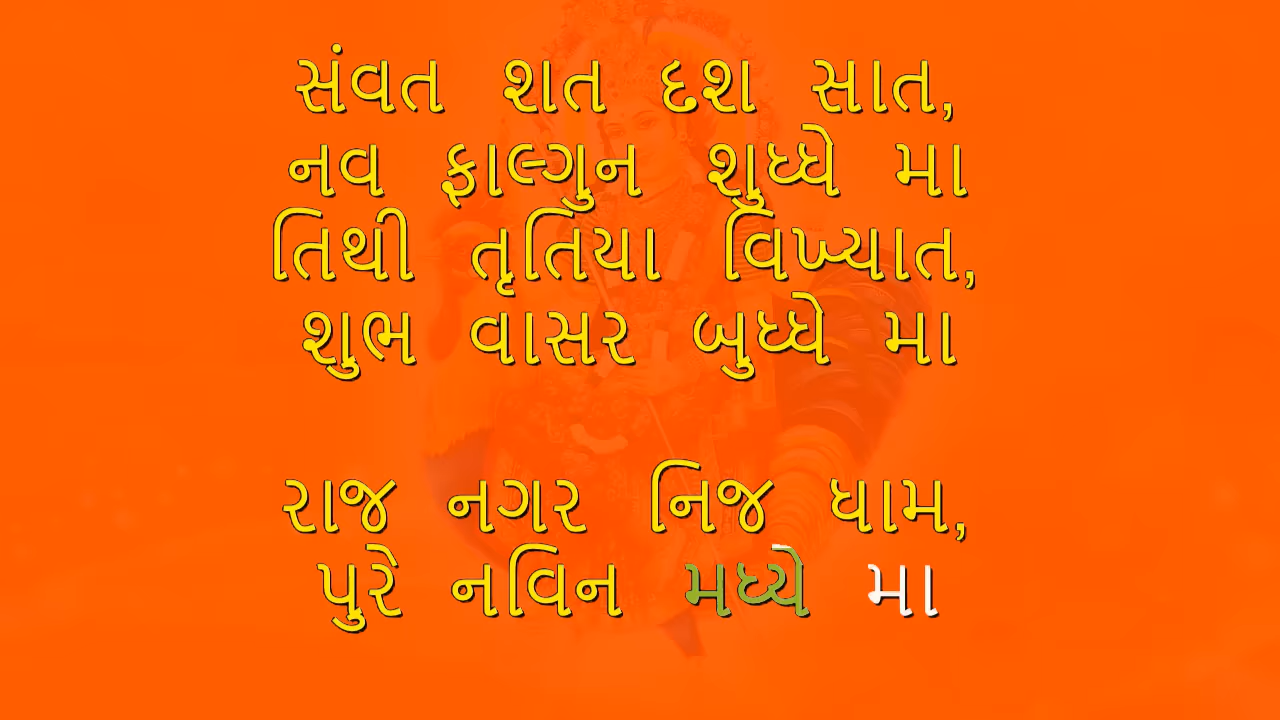 સંવત શત દશ સાત,
નવ ફાલ્ગુન શુધ્ધે મા
તિથી તૃતિયા વિખ્યાત,
શુભ વાસર બુધ્ધે મા
રાજ નગર નિજ ધામ,
પુરે નવિન મધ્યે મા